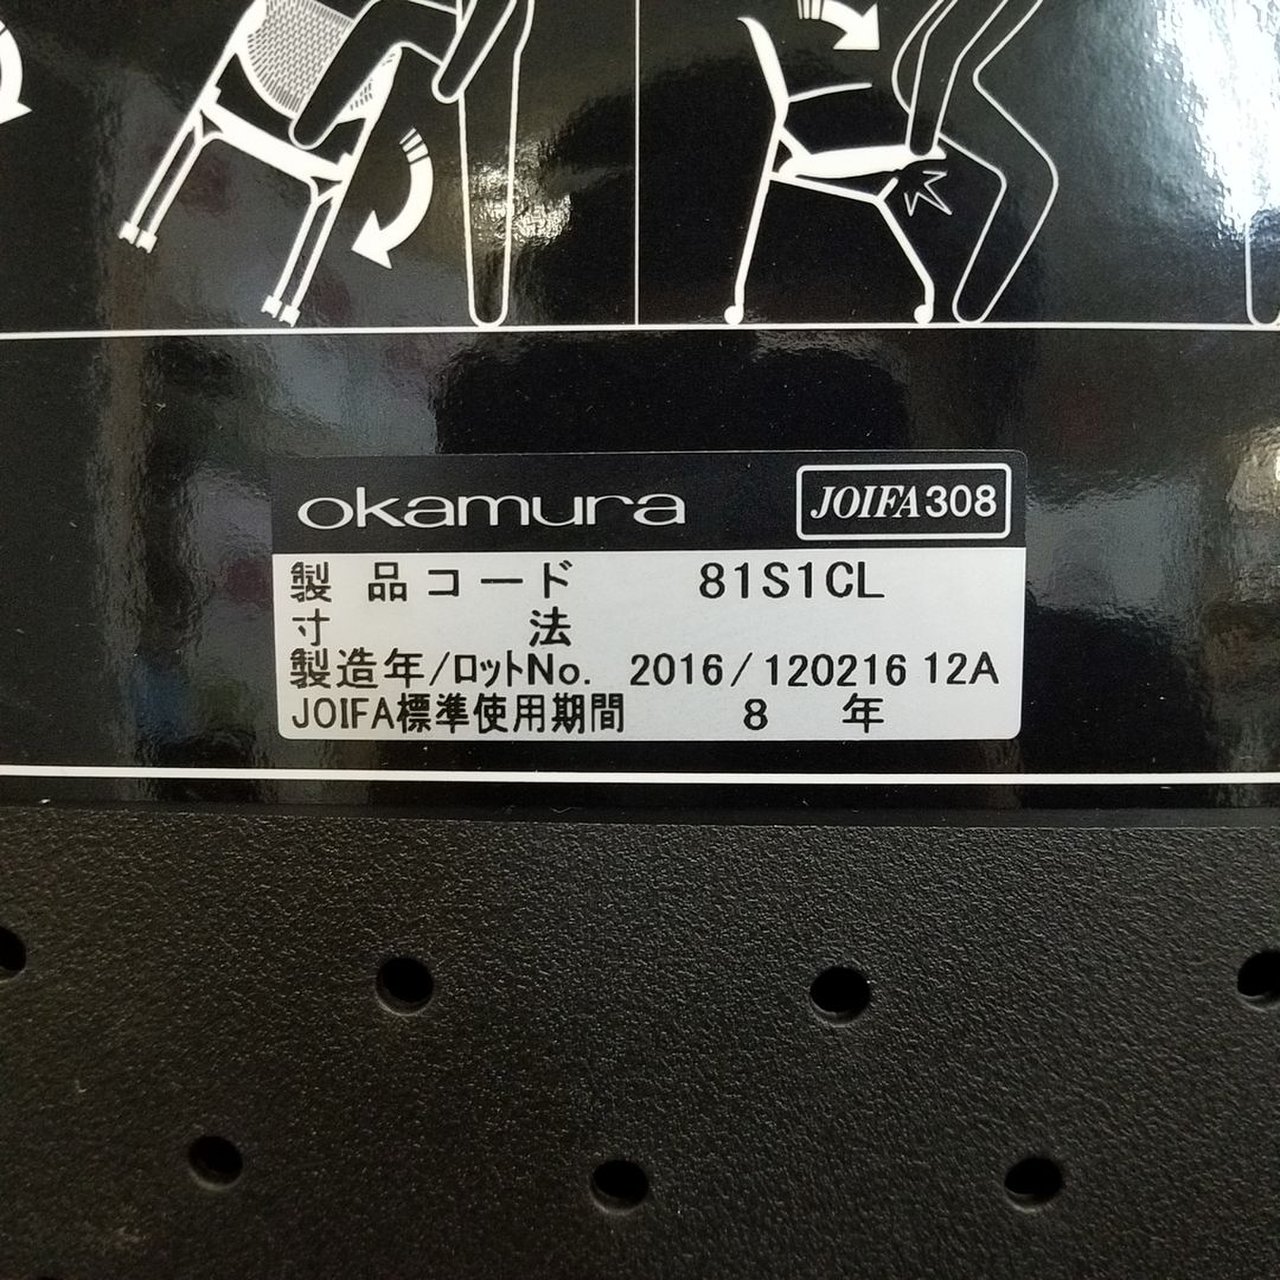 okamura JOIFA308
製品コード 81S1CL
寸法
製造年/ロットNo. 2016/120216 12A
JOIFA標準使用期間 8 年